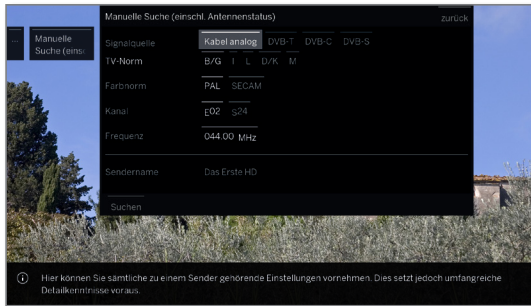 ...
Manuelle
Suche (eins
Manuelle Suche (einschl. Antennenstatus)
zurück
Signalquelle Kabel analog DVB-T DVB-C DVB-S
TV-Norm B/G I L D/K M
Farbnorm PAL SECAM
Kanal E02 S24
Frequenz 044.00 MHz
Sendername Das Erste HD
Suchen
Hier können Sie sämtliche zu einem Sender gehörende Einstellungen vornehmen. Dies setzt jedoch umfangreiche
Detailkenntnisse voraus.